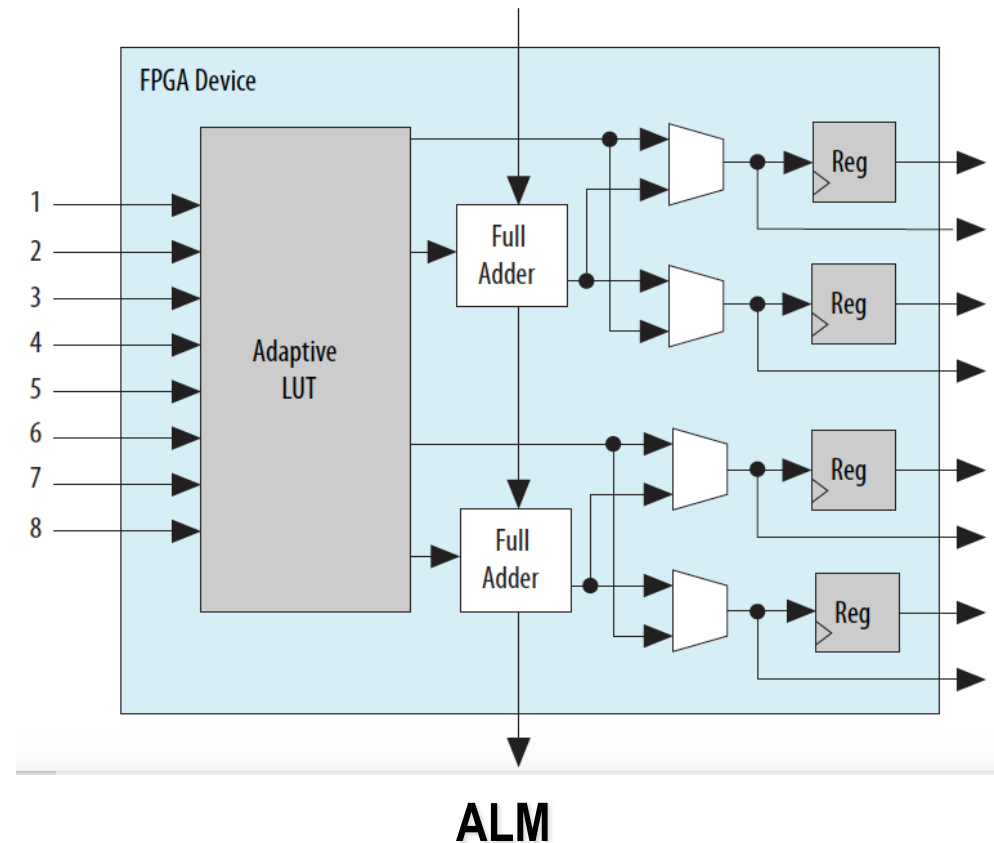 FPGA Device
1
2
3
4
5
6
7
8
Adaptive
LUT
Full
Adder
Full
Adder
Reg
Reg
Reg
Reg
ALM